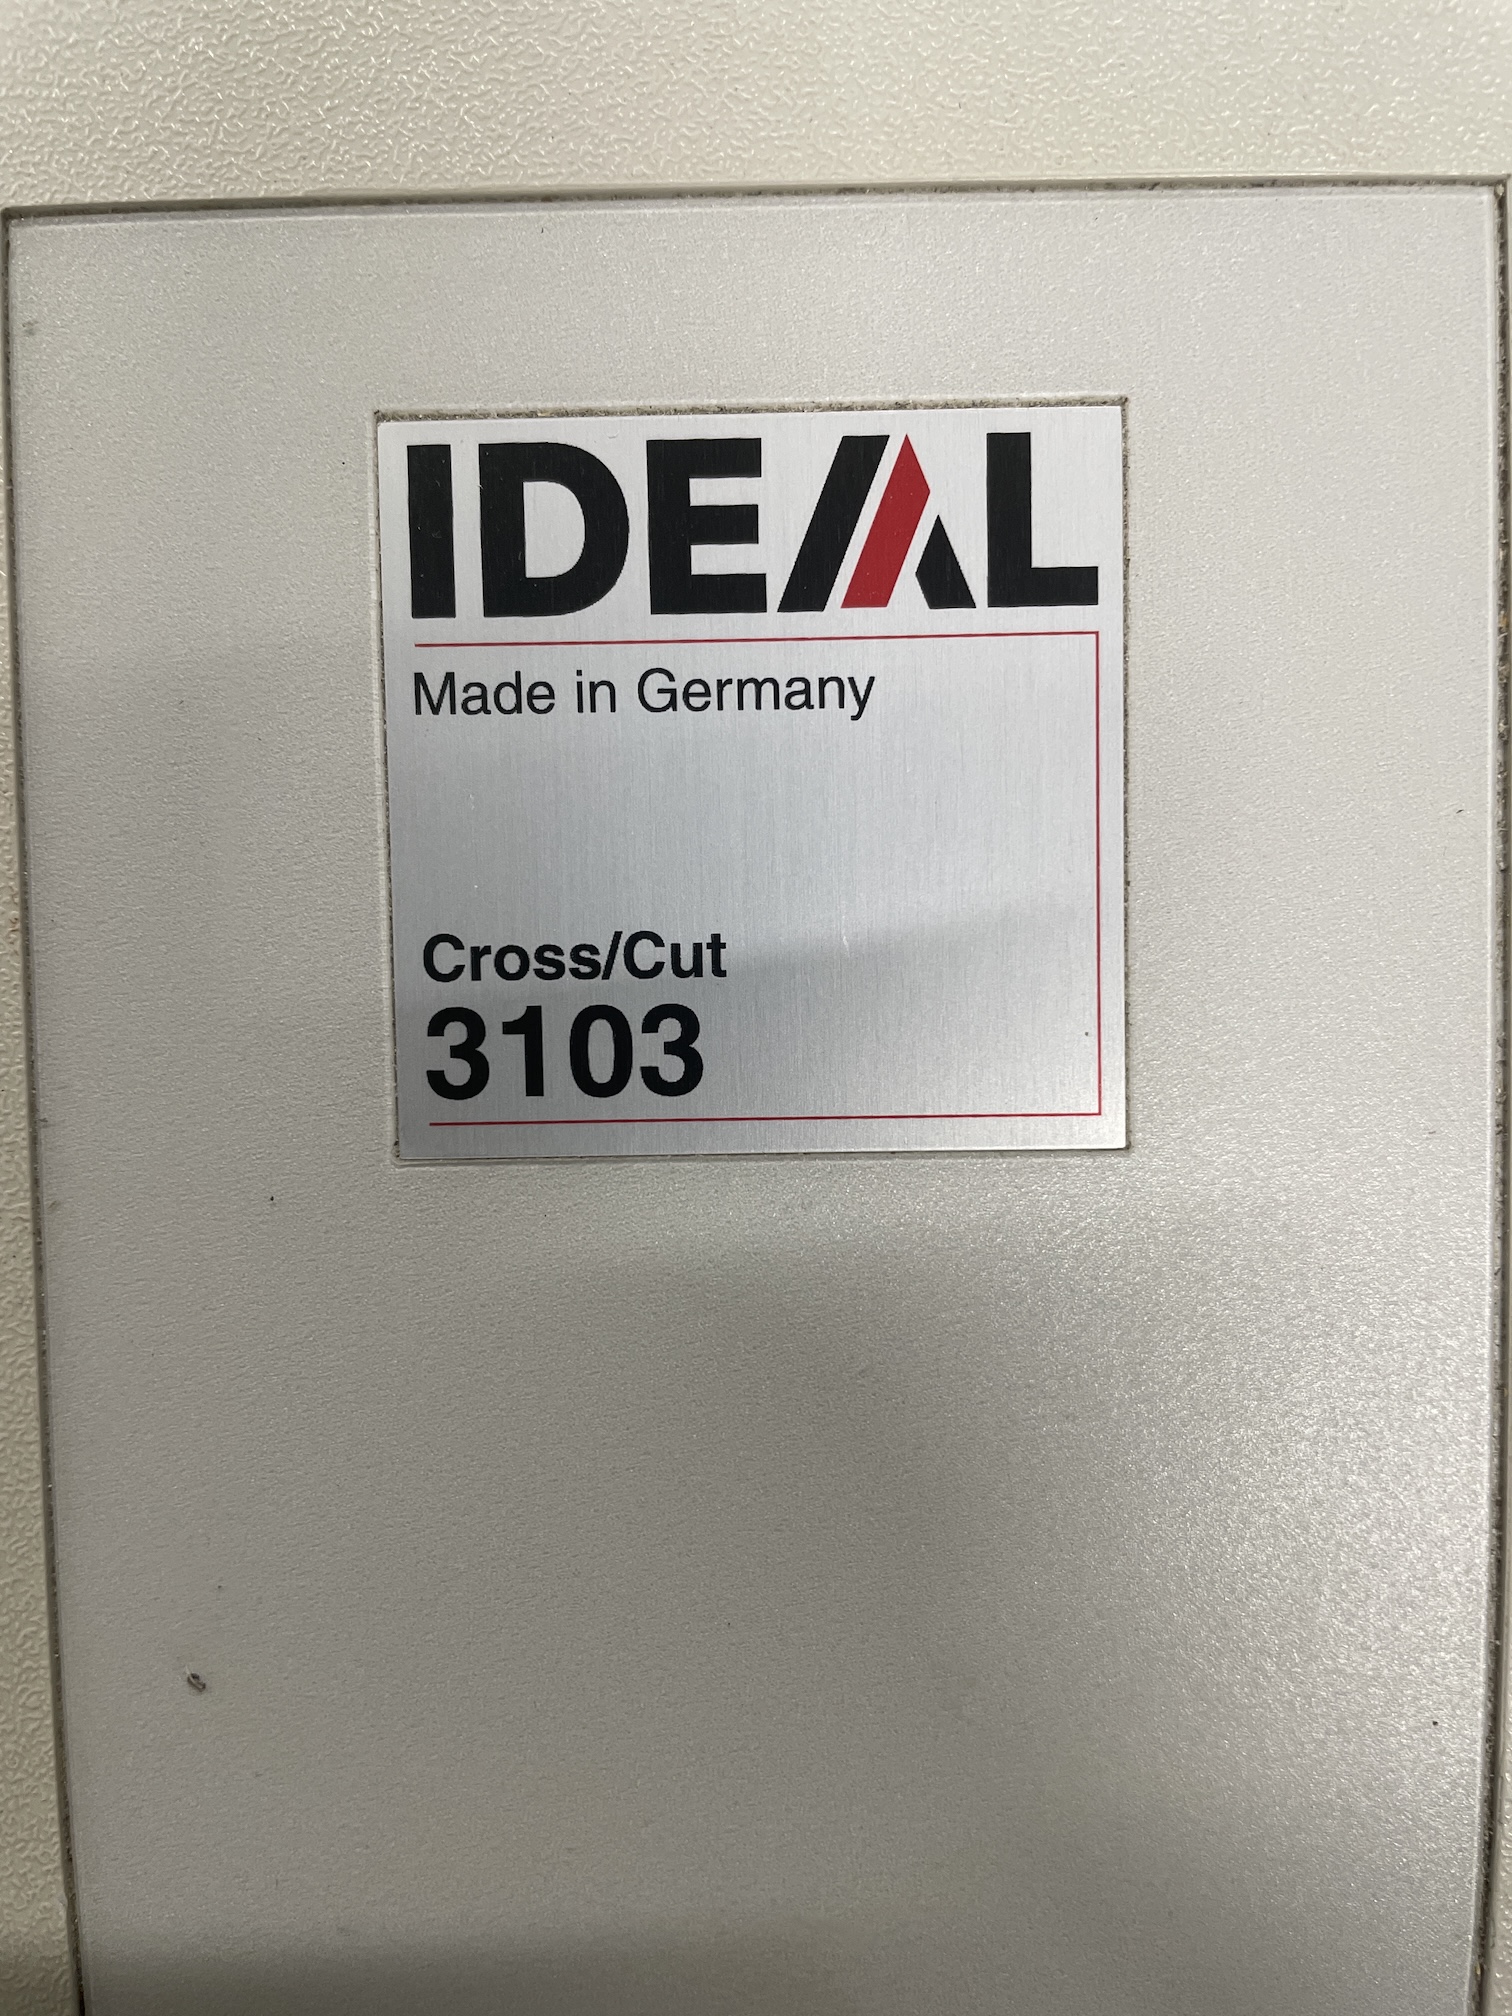 IDEAL
Made in Germany
Cross/Cut
3103